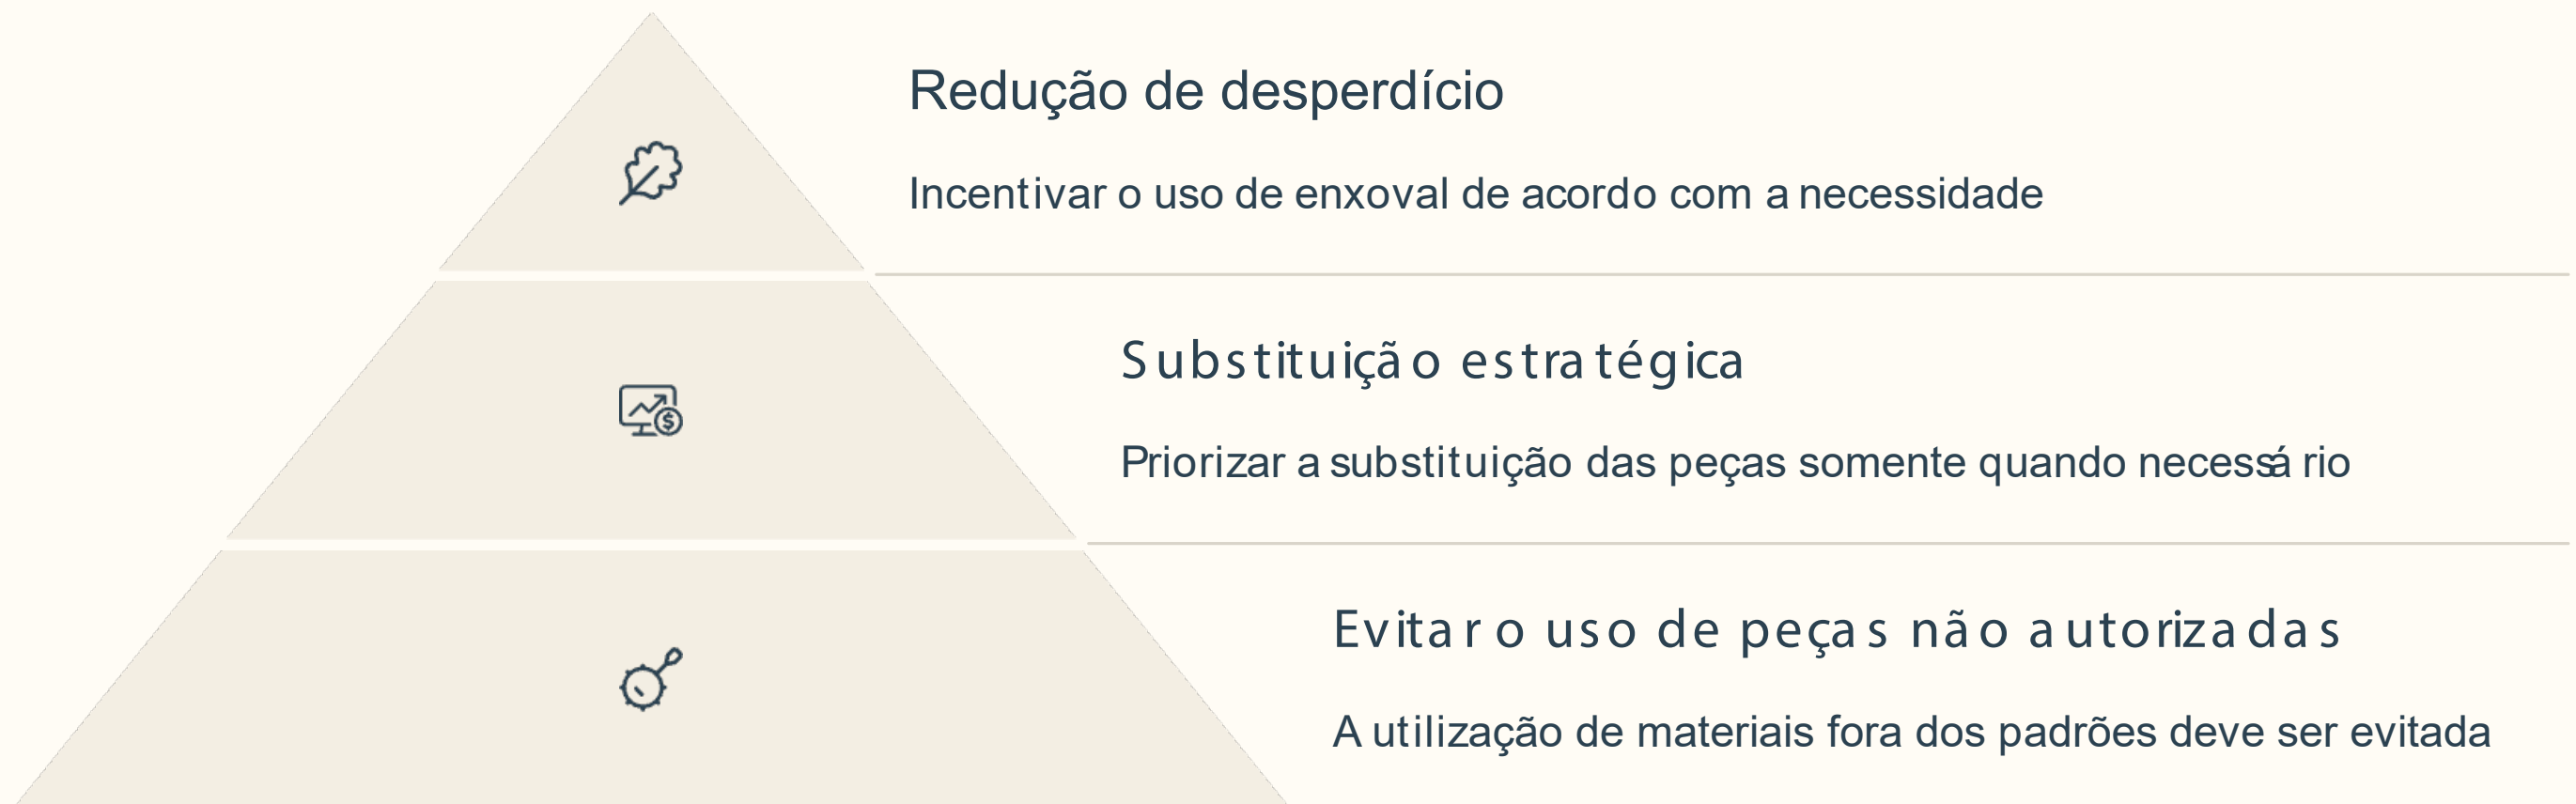 Redução de desperdício
Incentivar o uso de enxoval de acordo com a necessidade
Substituição estratégica
Priorizar a substituição das peças somente quando necessário
Evitar o uso de peças não autorizadas
A utilização de materiais fora dos padrões deve ser evitada